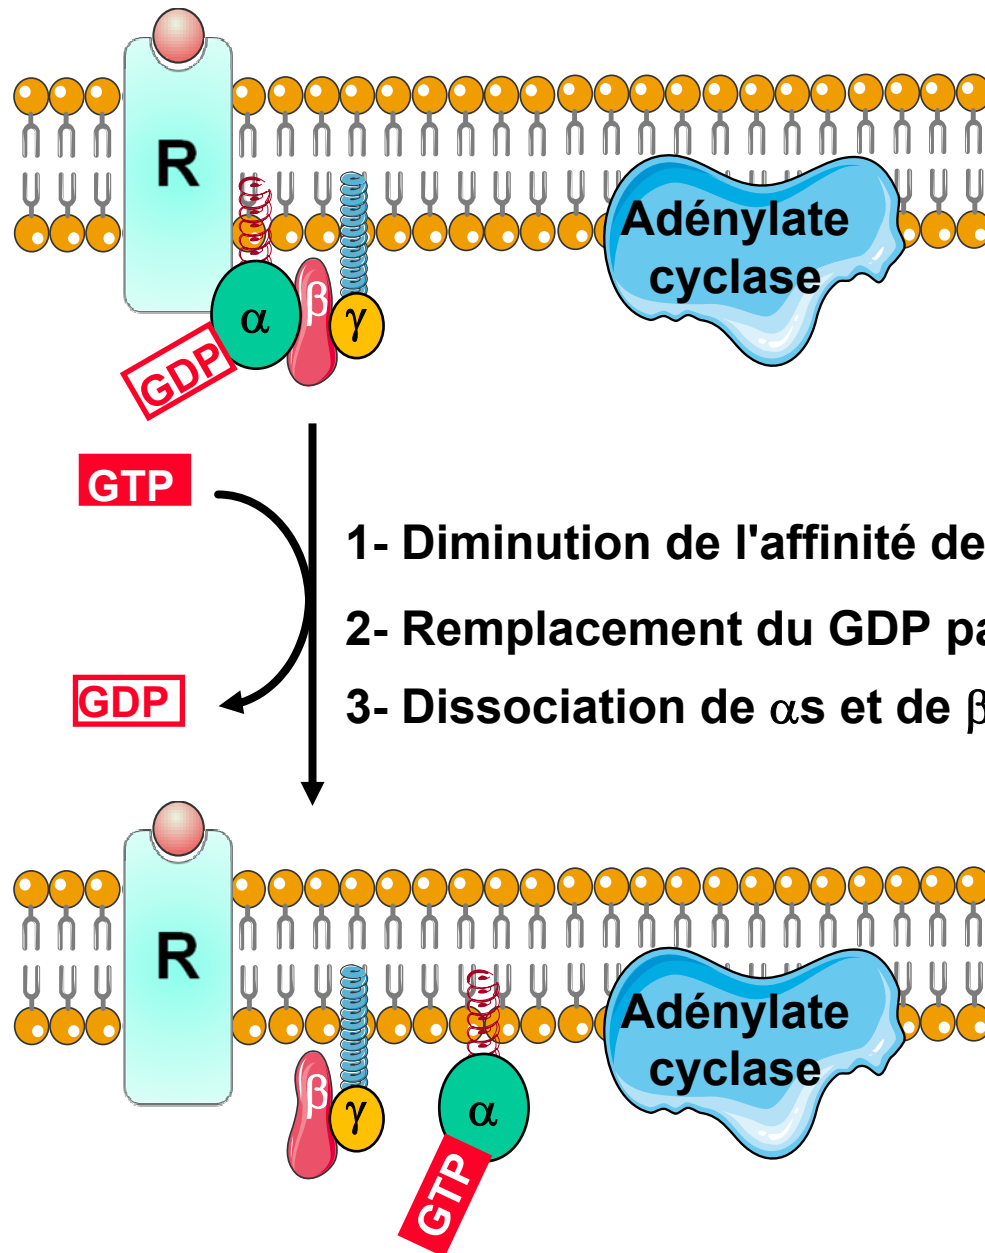 R
Adénylate
cyclase
α
β
γ
GDP
GTP
1- Diminution de l'affinité de
2- Remplacement du GDP pa
GDP
3- Dissociation de αs et de β
R
Adénylate
cyclase
β
γ
α
GTP